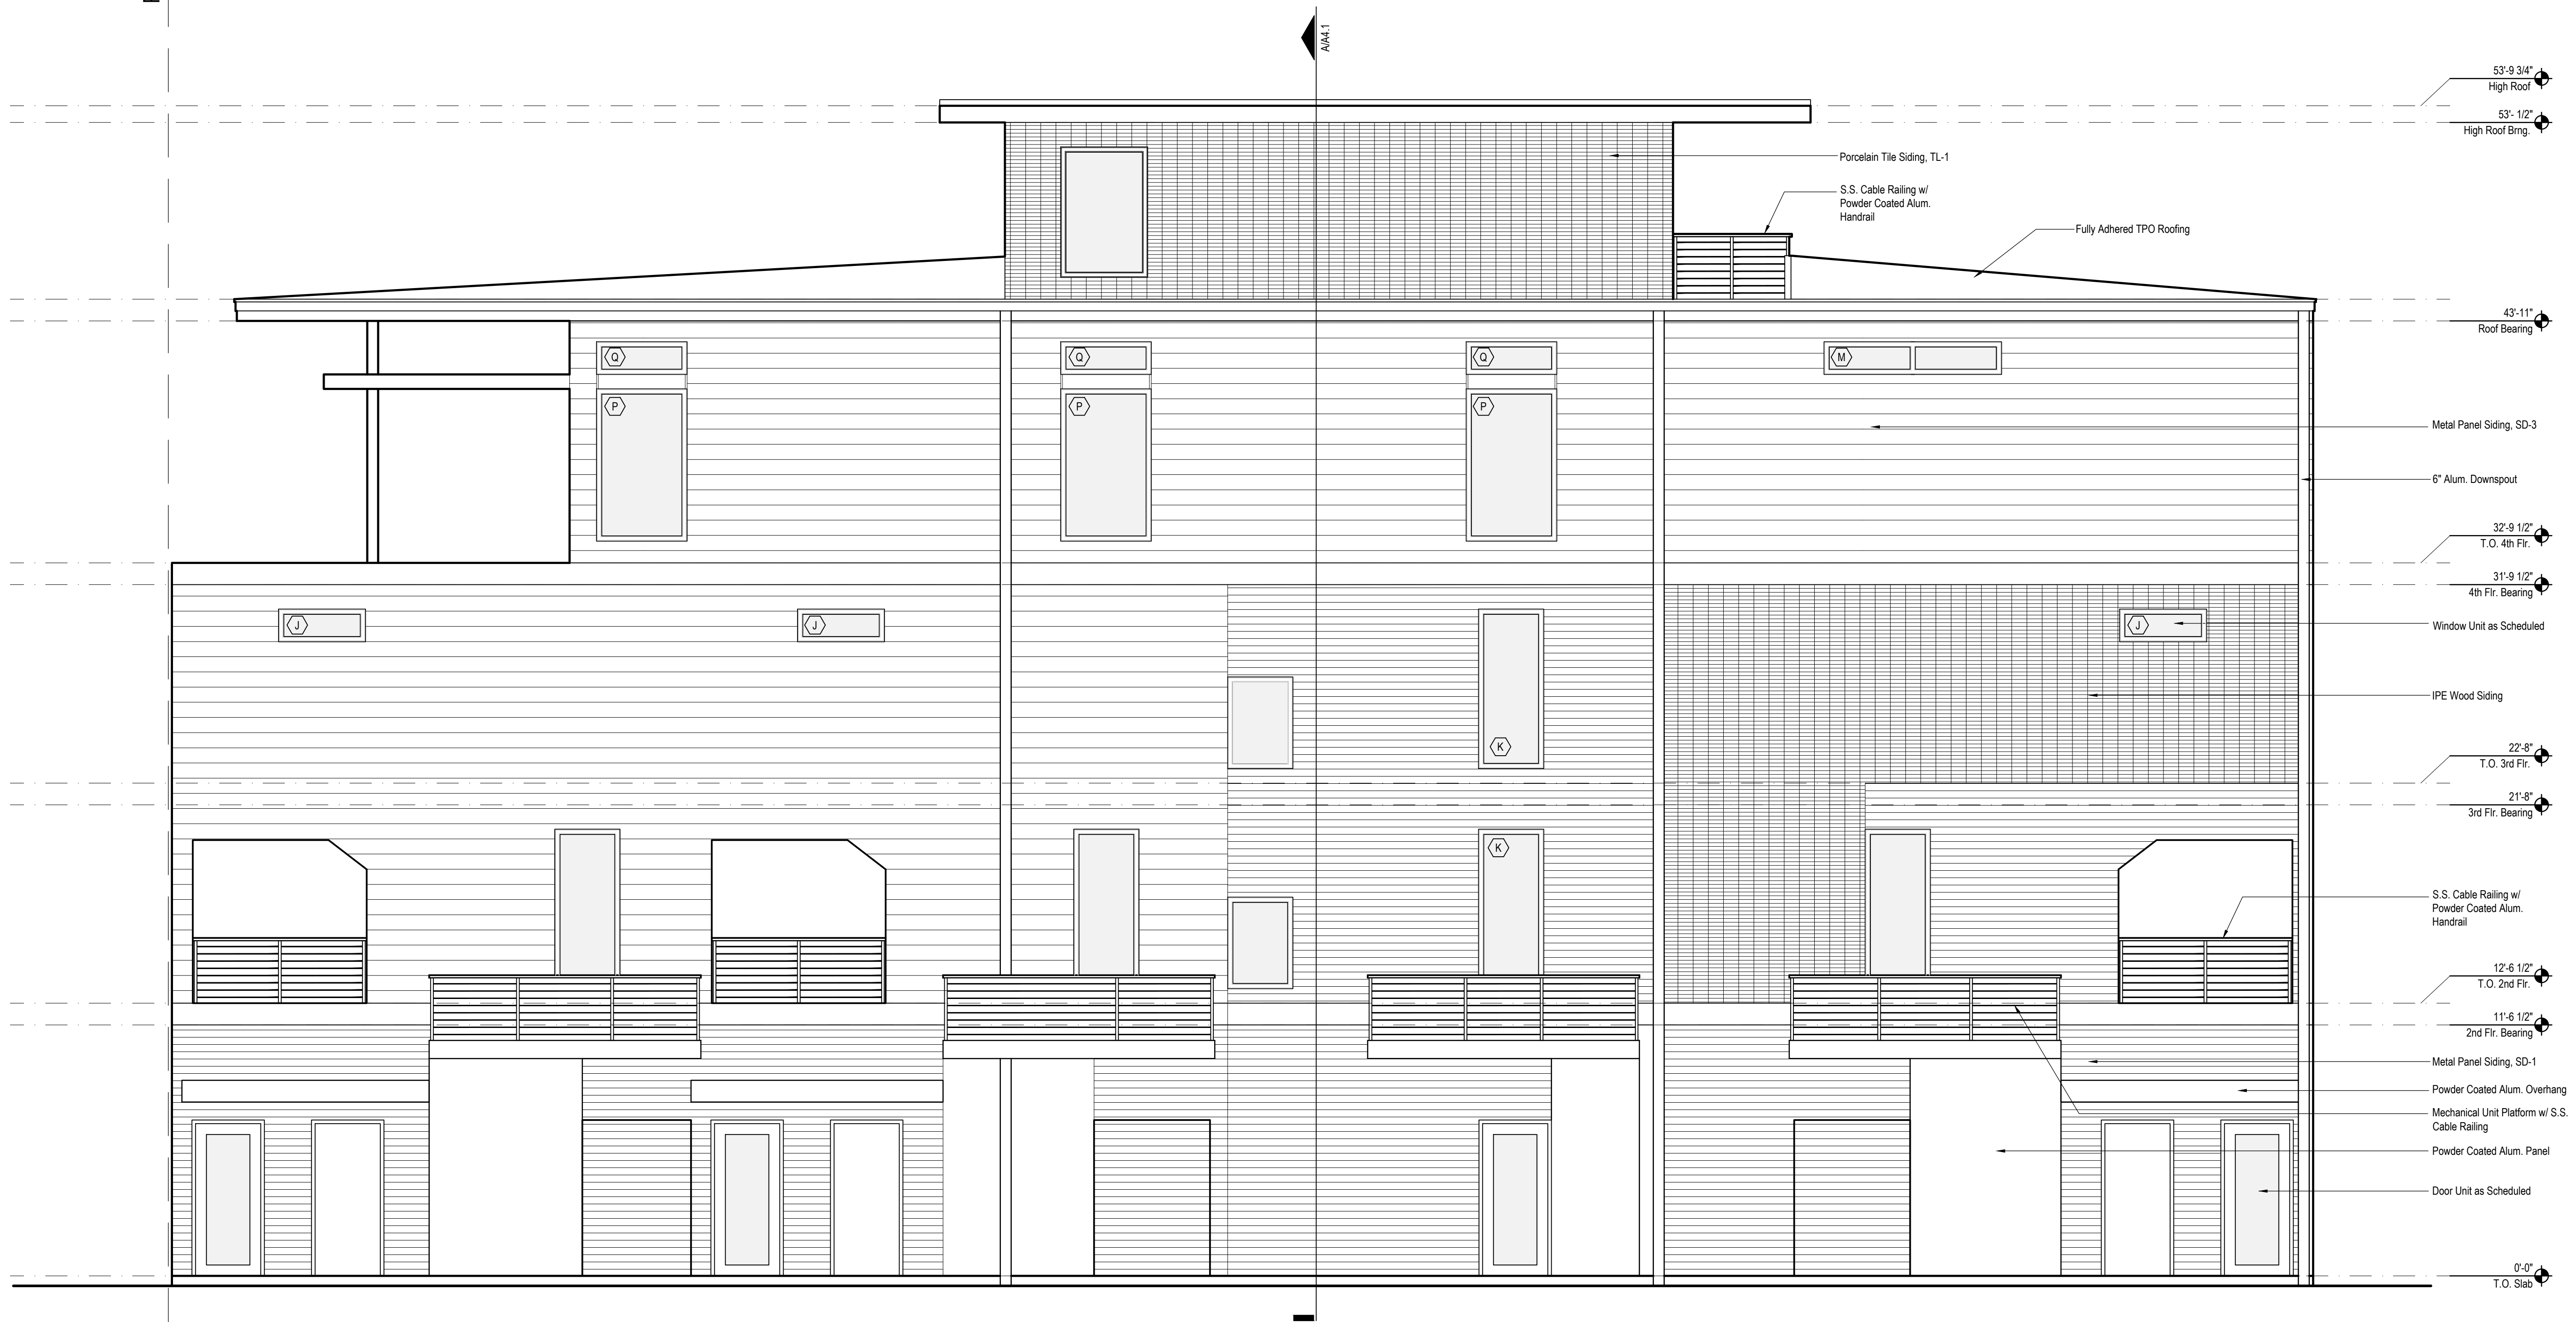 A/A4.1
53'-9 3/4"
High Roof
53'- 1/2"
High Roof Brng.
Porcelain Tile Siding, TL-1
S.S. Cable Railing w/
Powder Coated Alum.
Handrail
Fully Adhered TPO Roofing
43'-11"
Roof Bearing
Q
Q
Q
M
P
P
P
Metal Panel Siding, SD-3
6" Alum. Downspout
32'-9 1/2"
T.O. 4th Flr.
31'-9 1/2"
4th Flr. Bearing
J
J
J
Window Unit as Scheduled
IPE Wood Siding
K
22'-8"
T.O. 3rd Flr.
21'-8"
3rd Flr. Bearing
K
S.S. Cable Railing w/
Powder Coated Alum.
Handrail
12'-6 1/2"
T.O. 2nd Flr.
11'-6 1/2"
2nd Flr. Bearing
Metal Panel Siding, SD-1
Powder Coated Alum. Overhang
Mechanical Unit Platform w/ S.S.
Cable Railing
Powder Coated Alum. Panel
Door Unit as Scheduled
0'-0"
T.O. Slab